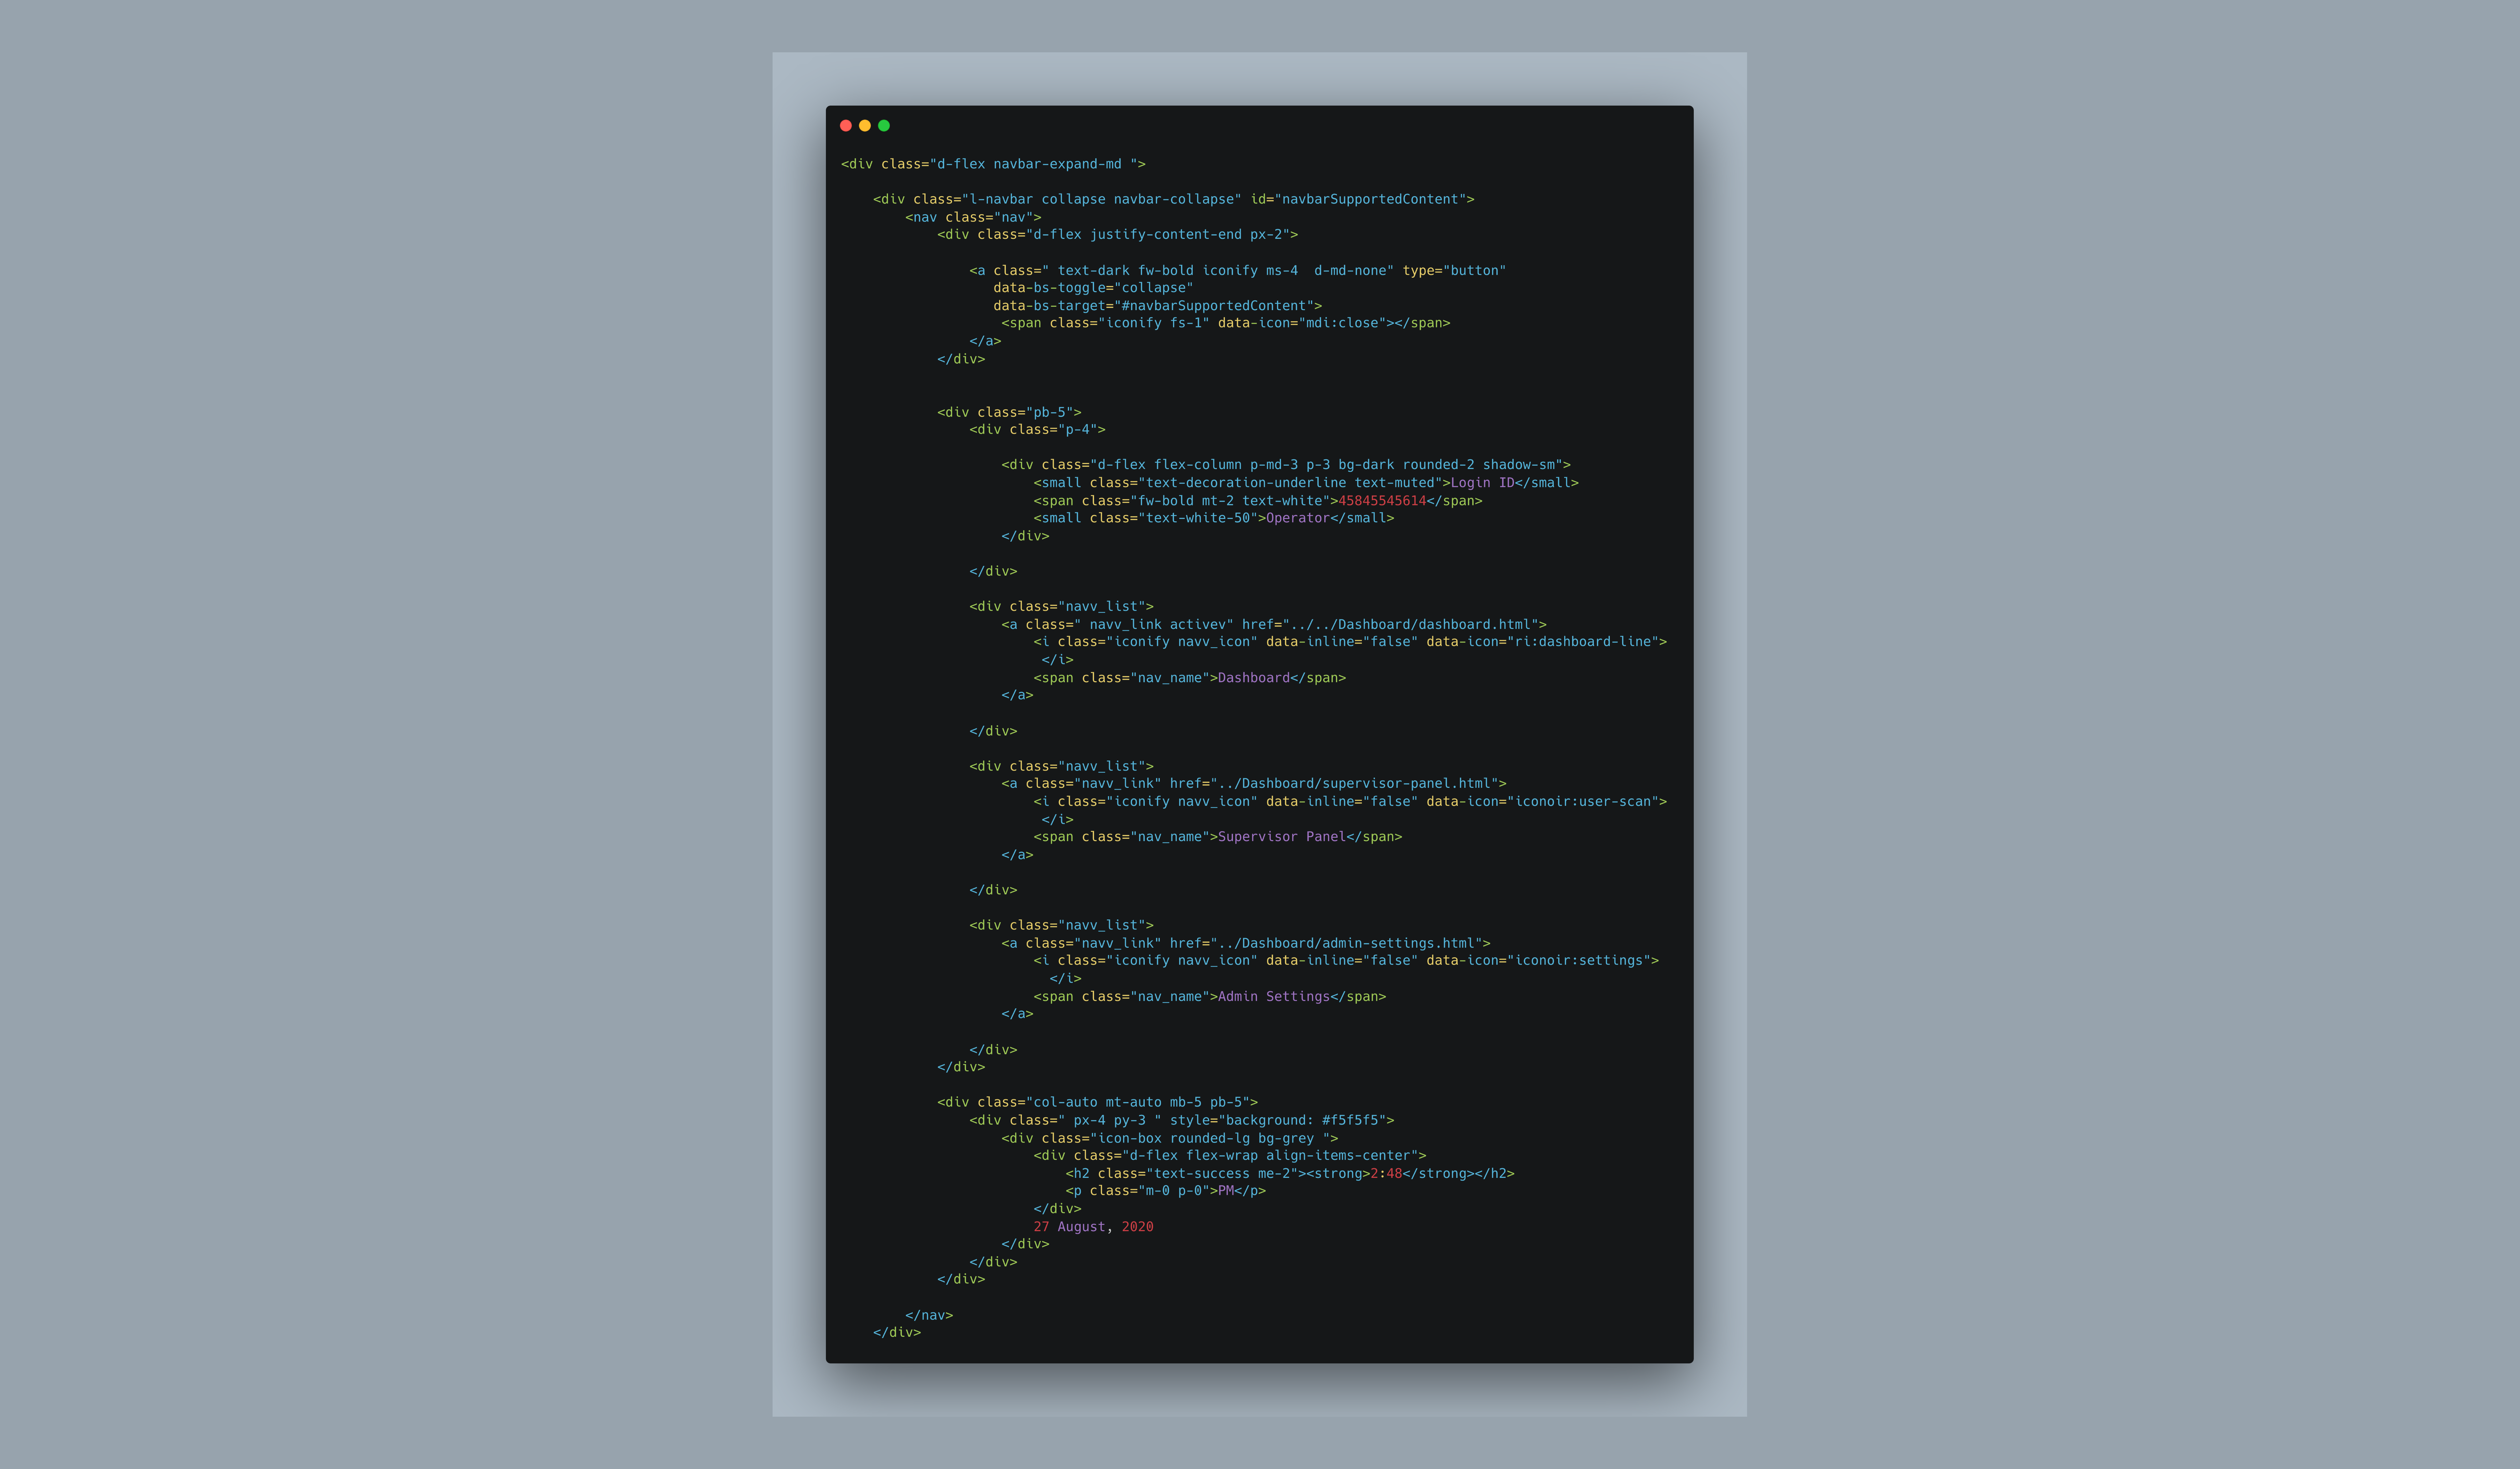 <div class="d-flex navbar-expand-md ">
<div class="l-navbar collapse navbar-collapse" id="navbarSupportedContent">
<nav class="nav">
<div class="d-flex justify-content-end px-2">
<a class=" text-dark fw-bold iconify ms-4  d-md-none" type="button"
data-bs-toggle="collapse"
data-bs-target="#navbarSupportedContent">
<span class="iconify fs-1" data-icon="mdi:close"></span>
</a>
</div>
<div class="pb-5">
<div class="p-4">
<div class="d-flex flex-column p-md-3 p-3 bg-dark rounded-2 shadow-sm">
<small class="text-decoration-underline text-muted">Login ID</small>
<span class="fw-bold mt-2 text-white">45845545614</span>
<small class="text-white-50">Operator</small>
</div>
</div>
<div class="navv_list">
<a class=" navv_link activev" href="../../Dashboard/dashboard.html">
<i class="iconify navv_icon" data-inline="false" data-icon="ri:dashboard-line">
</i>
<span class="nav_name">Dashboard</span>
</a>
</div>
<div class="navv_list">
<a class="navv_link" href="../Dashboard/supervisor-panel.html">
<i class="iconify navv_icon" data-inline="false" data-icon="iconoir:user-scan">
</i>
<span class="nav_name">Supervisor Panel</span>
</a>
</div>
<div class="navv_list">
<a class="navv_link" href="../Dashboard/admin-settings.html">
<i class="iconify navv_icon" data-inline="false" data-icon="iconoir:settings">
</i>
<span class="nav_name">Admin Settings</span>
</a>
</div>
</div>
<div class="col-auto mt-auto mb-5 pb-5">
<div class=" px-4 py-3 " style="background: #f5f5f5">
<div class="icon-box rounded-lg bg-grey ">
<div class="d-flex flex-wrap align-items-center">
<h2 class="text-success me-2"><strong>2:48</strong></h2>
<p class="m-0 p-0">PM</p>
</div>
27 August, 2020
</div>
</div>
</div>
</nav>
</div>